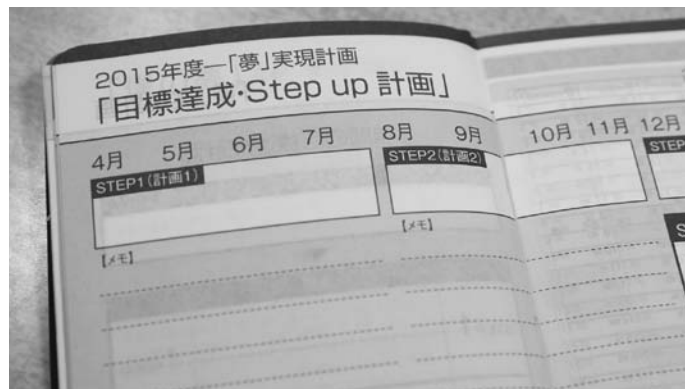 2015年度―「夢」実現計画
「目標達成・Step up 計画」
4月 5月 6月 7月 8月 9月 10月 11月 12月
STEP1(計画1) STEP2(計画2) STEP
【メモ】 【メモ】
S